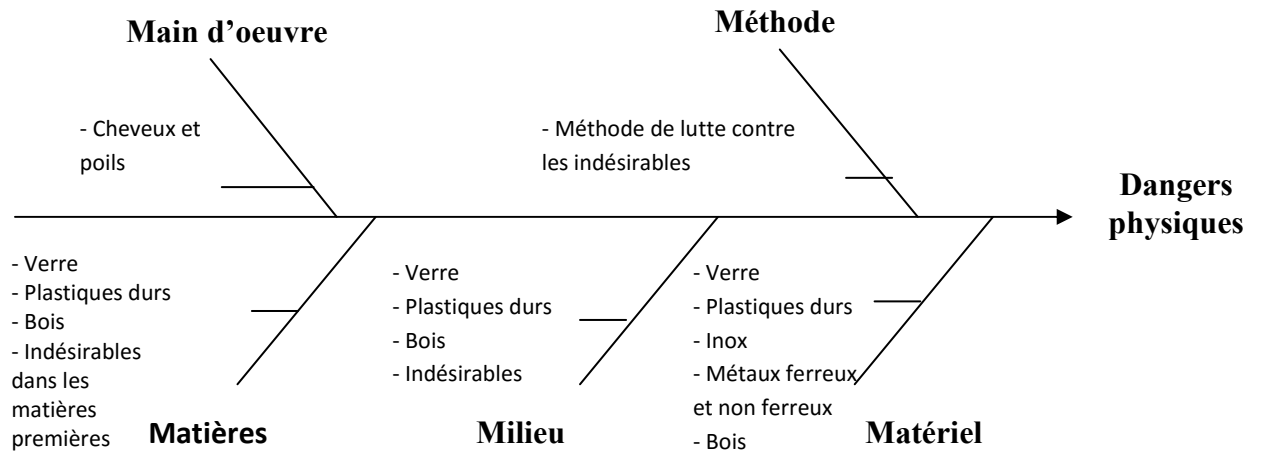 Main d’oeuvre
Méthode
- Cheveux et
poils
- Méthode de lutte contre
les indésirables
Dangers
physiques
- Verre
- Plastiques durs
- Bois
- Indésirables
dans les
matières
premières
Matières
- Verre
- Plastiques durs
- Bois
- Indésirables
Milieu
- Verre
- Plastiques durs
- Inox
- Métaux ferreux
et non ferreux
- Bois
Matériel